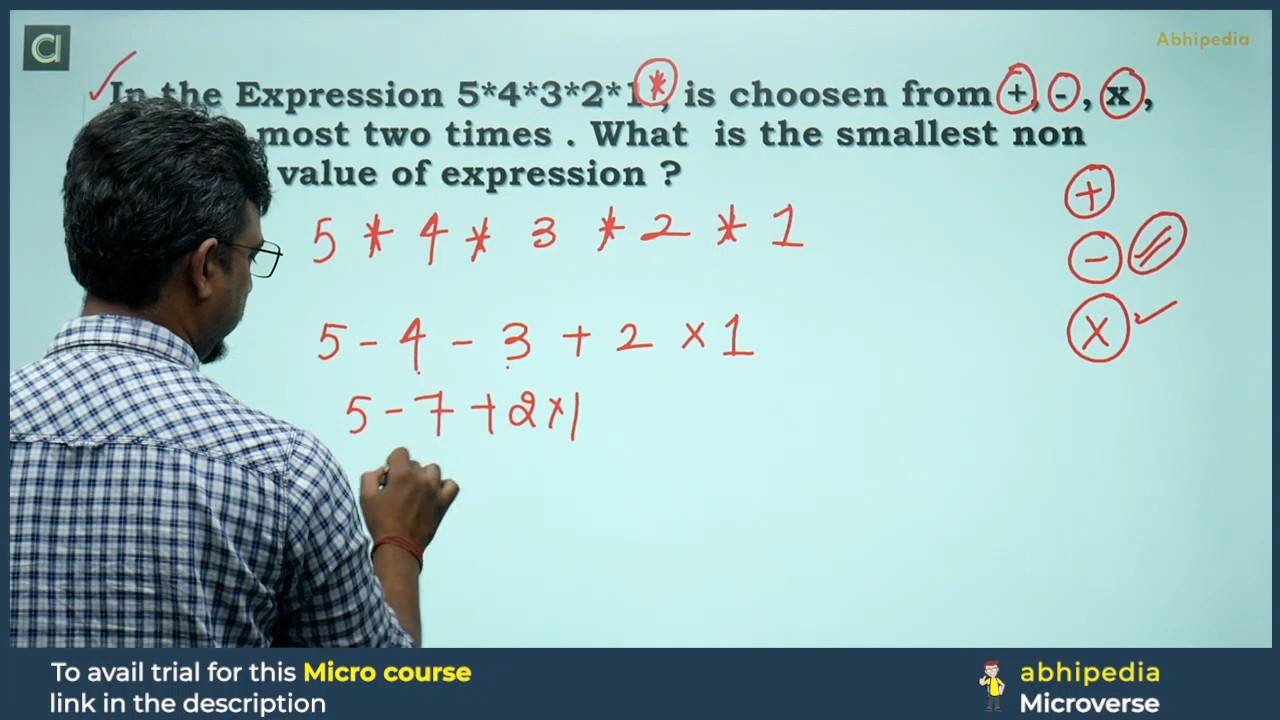 Abhipedia
In the Expression 5*4*3*2*1 *, is choosen from +, -, x,
most two times . What is the smallest non
value of expression ?
+
5 * 4 * 3 * 2 * 1
-
x
5 - 4 - 3 + 2 x 1
5 - 7 + 2 x 1
To avail trial for this Micro course
link in the description
abhipedia
Microverse